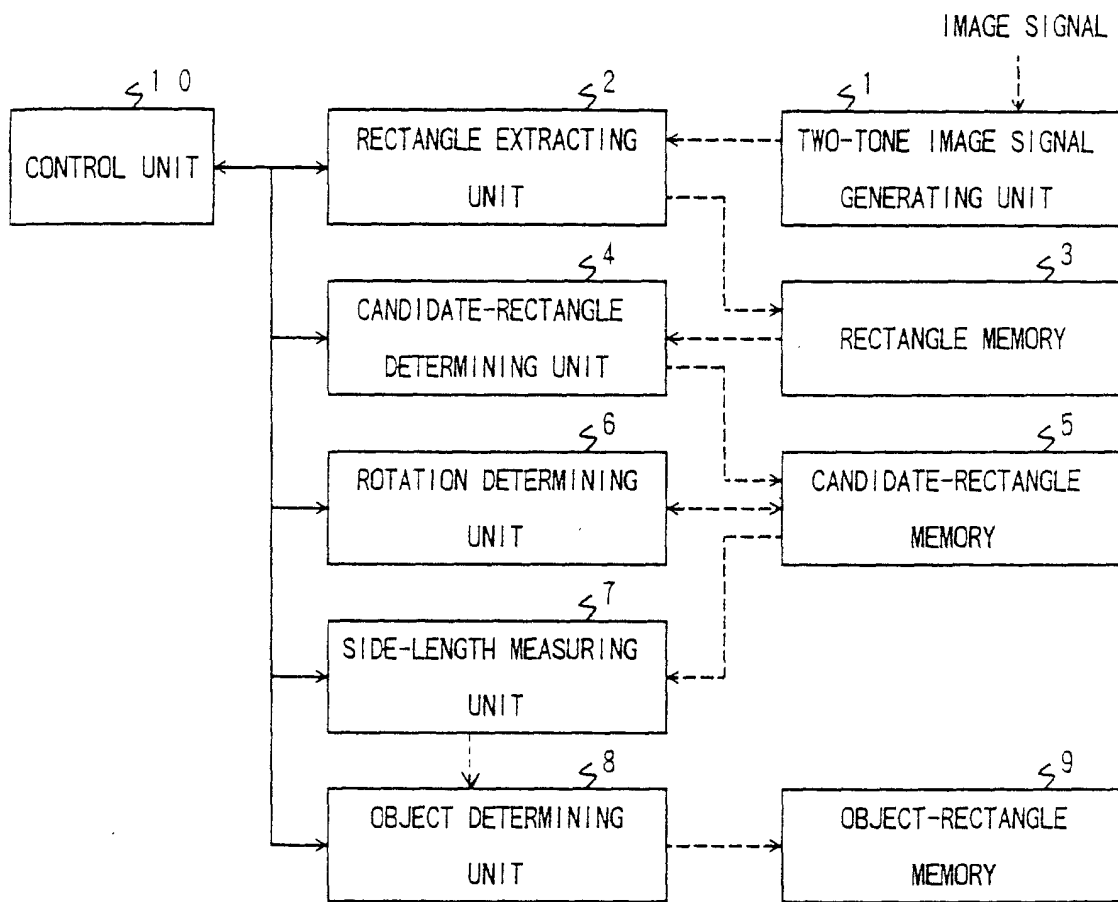 IMAGE SIGNAL
10
CONTROL UNIT
2
RECTANGLE EXTRACTING
UNIT
1
TWO-TONE IMAGE SIGNAL
GENERATING UNIT
4
CANDIDATE-RECTANGLE
DETERMINING UNIT
3
RECTANGLE MEMORY
6
ROTATION DETERMINING
UNIT
5
CANDIDATE-RECTANGLE
MEMORY
7
SIDE-LENGTH MEASURING
UNIT
8
OBJECT DETERMINING
UNIT
9
OBJECT-RECTANGLE
MEMORY